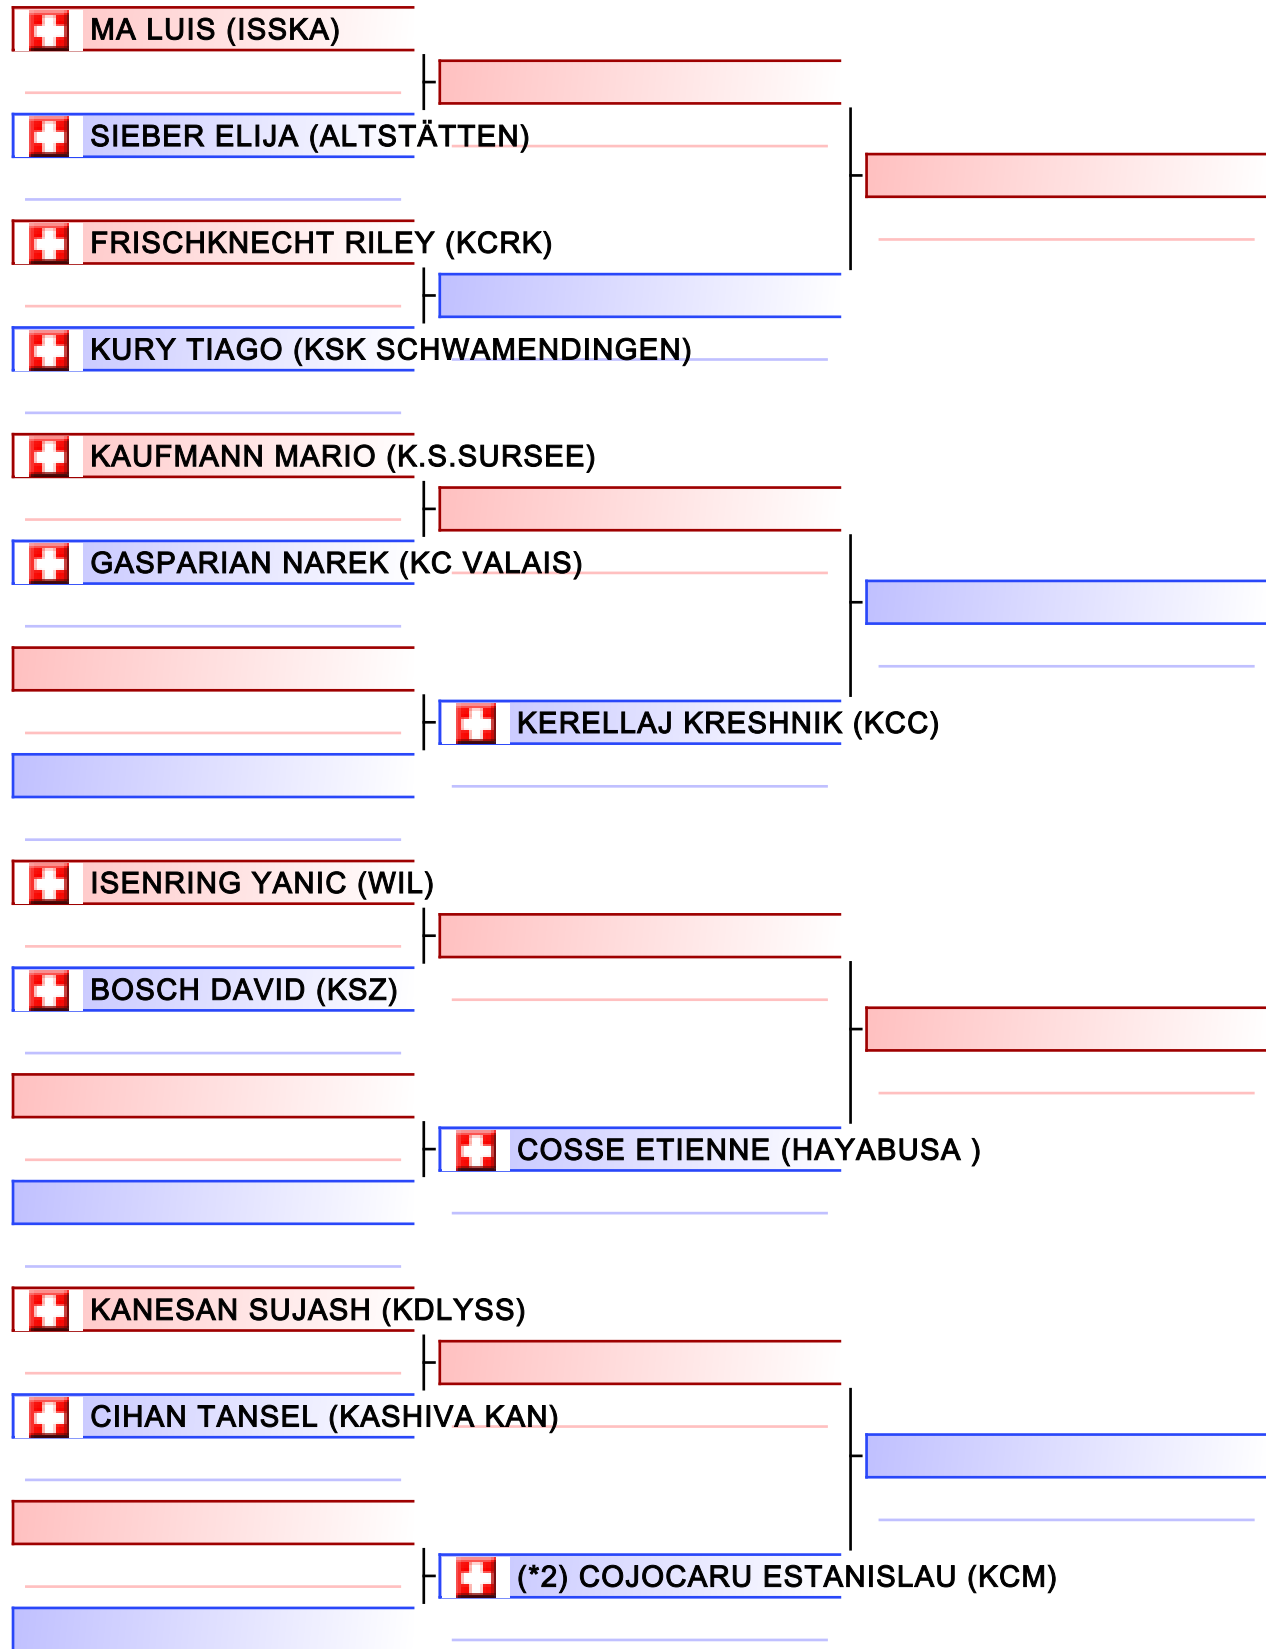 MA LUIS (ISSKA)
SIEBER ELIJA (ALTSTÄTTEN)
FRISCHKNECHT RILEY (KCRK)
KURY TIAGO (KSK SCHWAMENDINGEN)
KAUFMANN MARIO (K.S.SURSEE)
GASPARIAN NAREK (KC VALAIS)
KERELLAJ KRESHNIK (KCC)
ISENRING YANIC (WIL)
BOSCH DAVID (KSZ)
COSSE ETIENNE (HAYABUSA )
KANESAN SUJASH (KDLYSS)
CIHAN TANSEL (KASHIVA KAN)
(*2) COJOCARU ESTANISLAU (KCM)